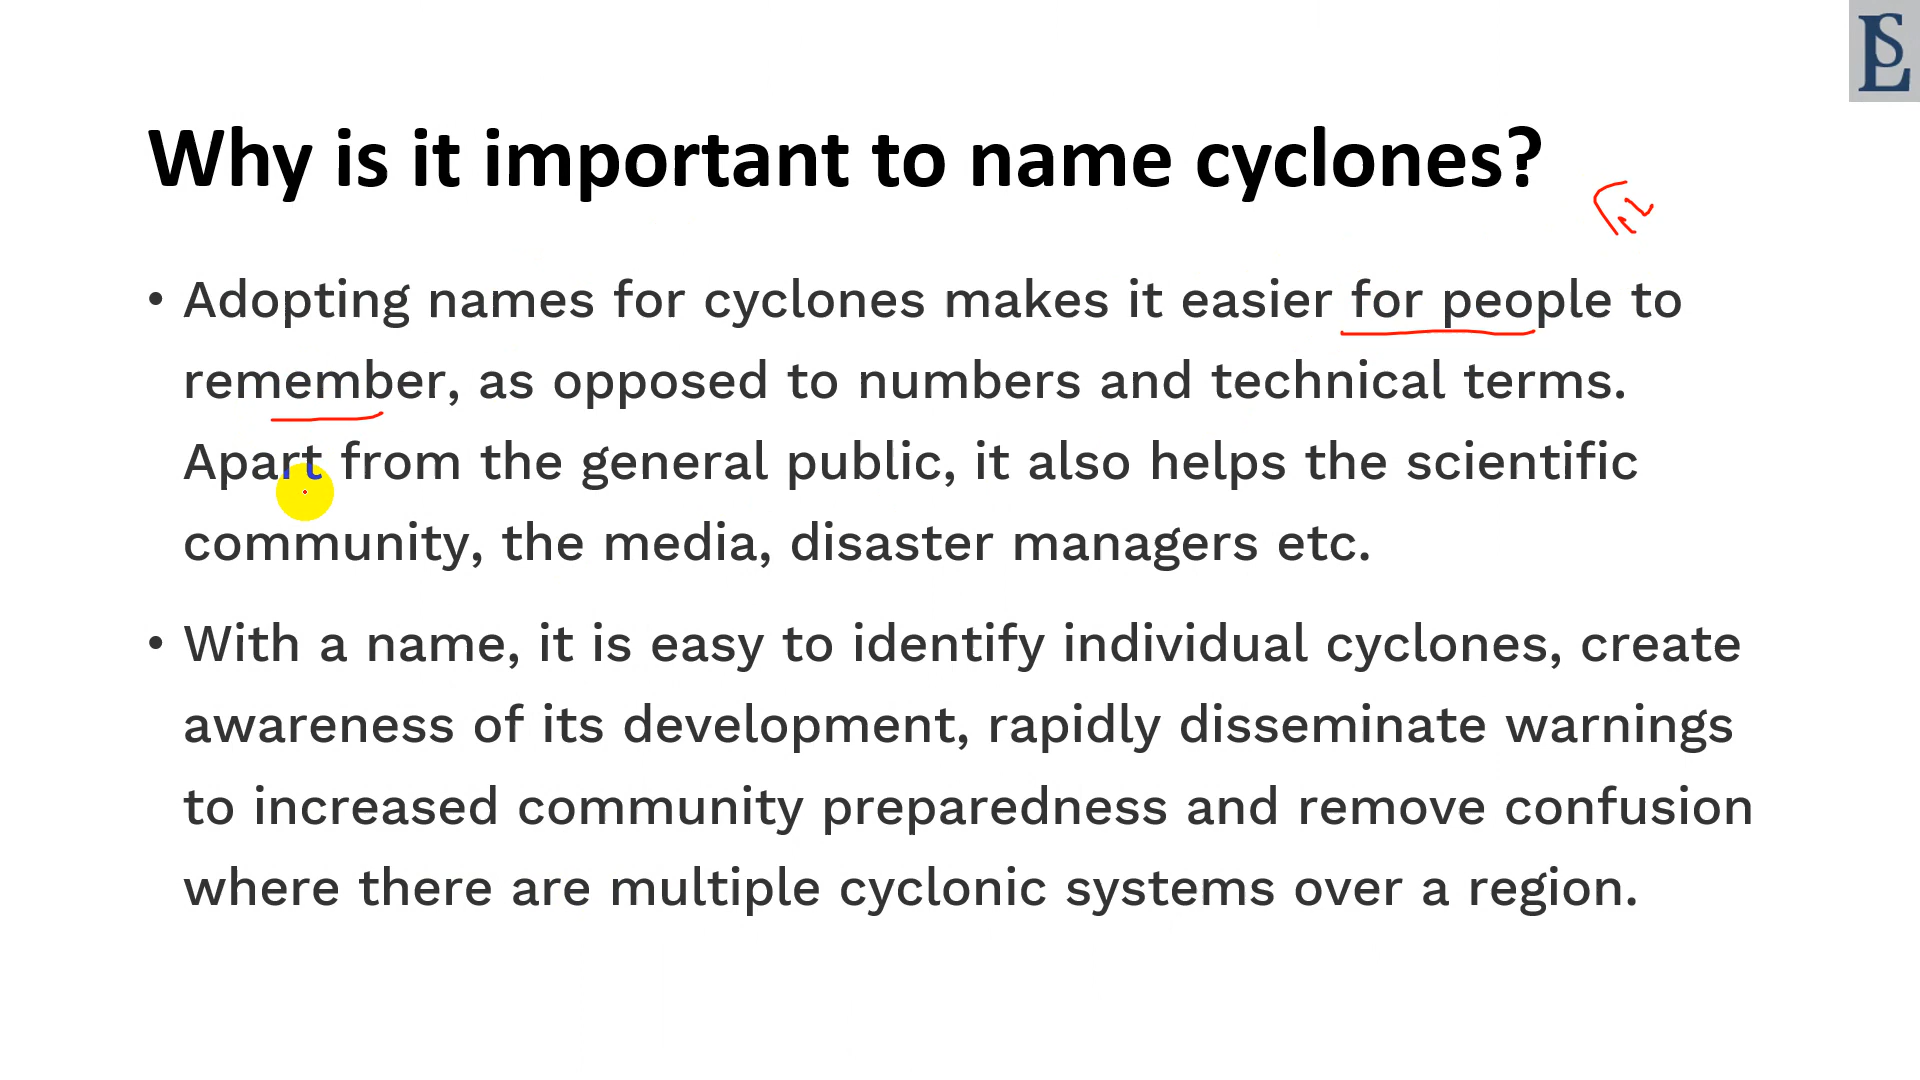 Why is it important to name cyclones?
• Adopting names for cyclones makes it easier for people to
remember, as opposed to numbers and technical terms.
Apart from the general public, it also helps the scientific
community, the media, disaster managers etc.
• With a name, it is easy to identify individual cyclones, create
awareness of its development, rapidly disseminate warnings
to increased community preparedness and remove confusion
where there are multiple cyclonic systems over a region.